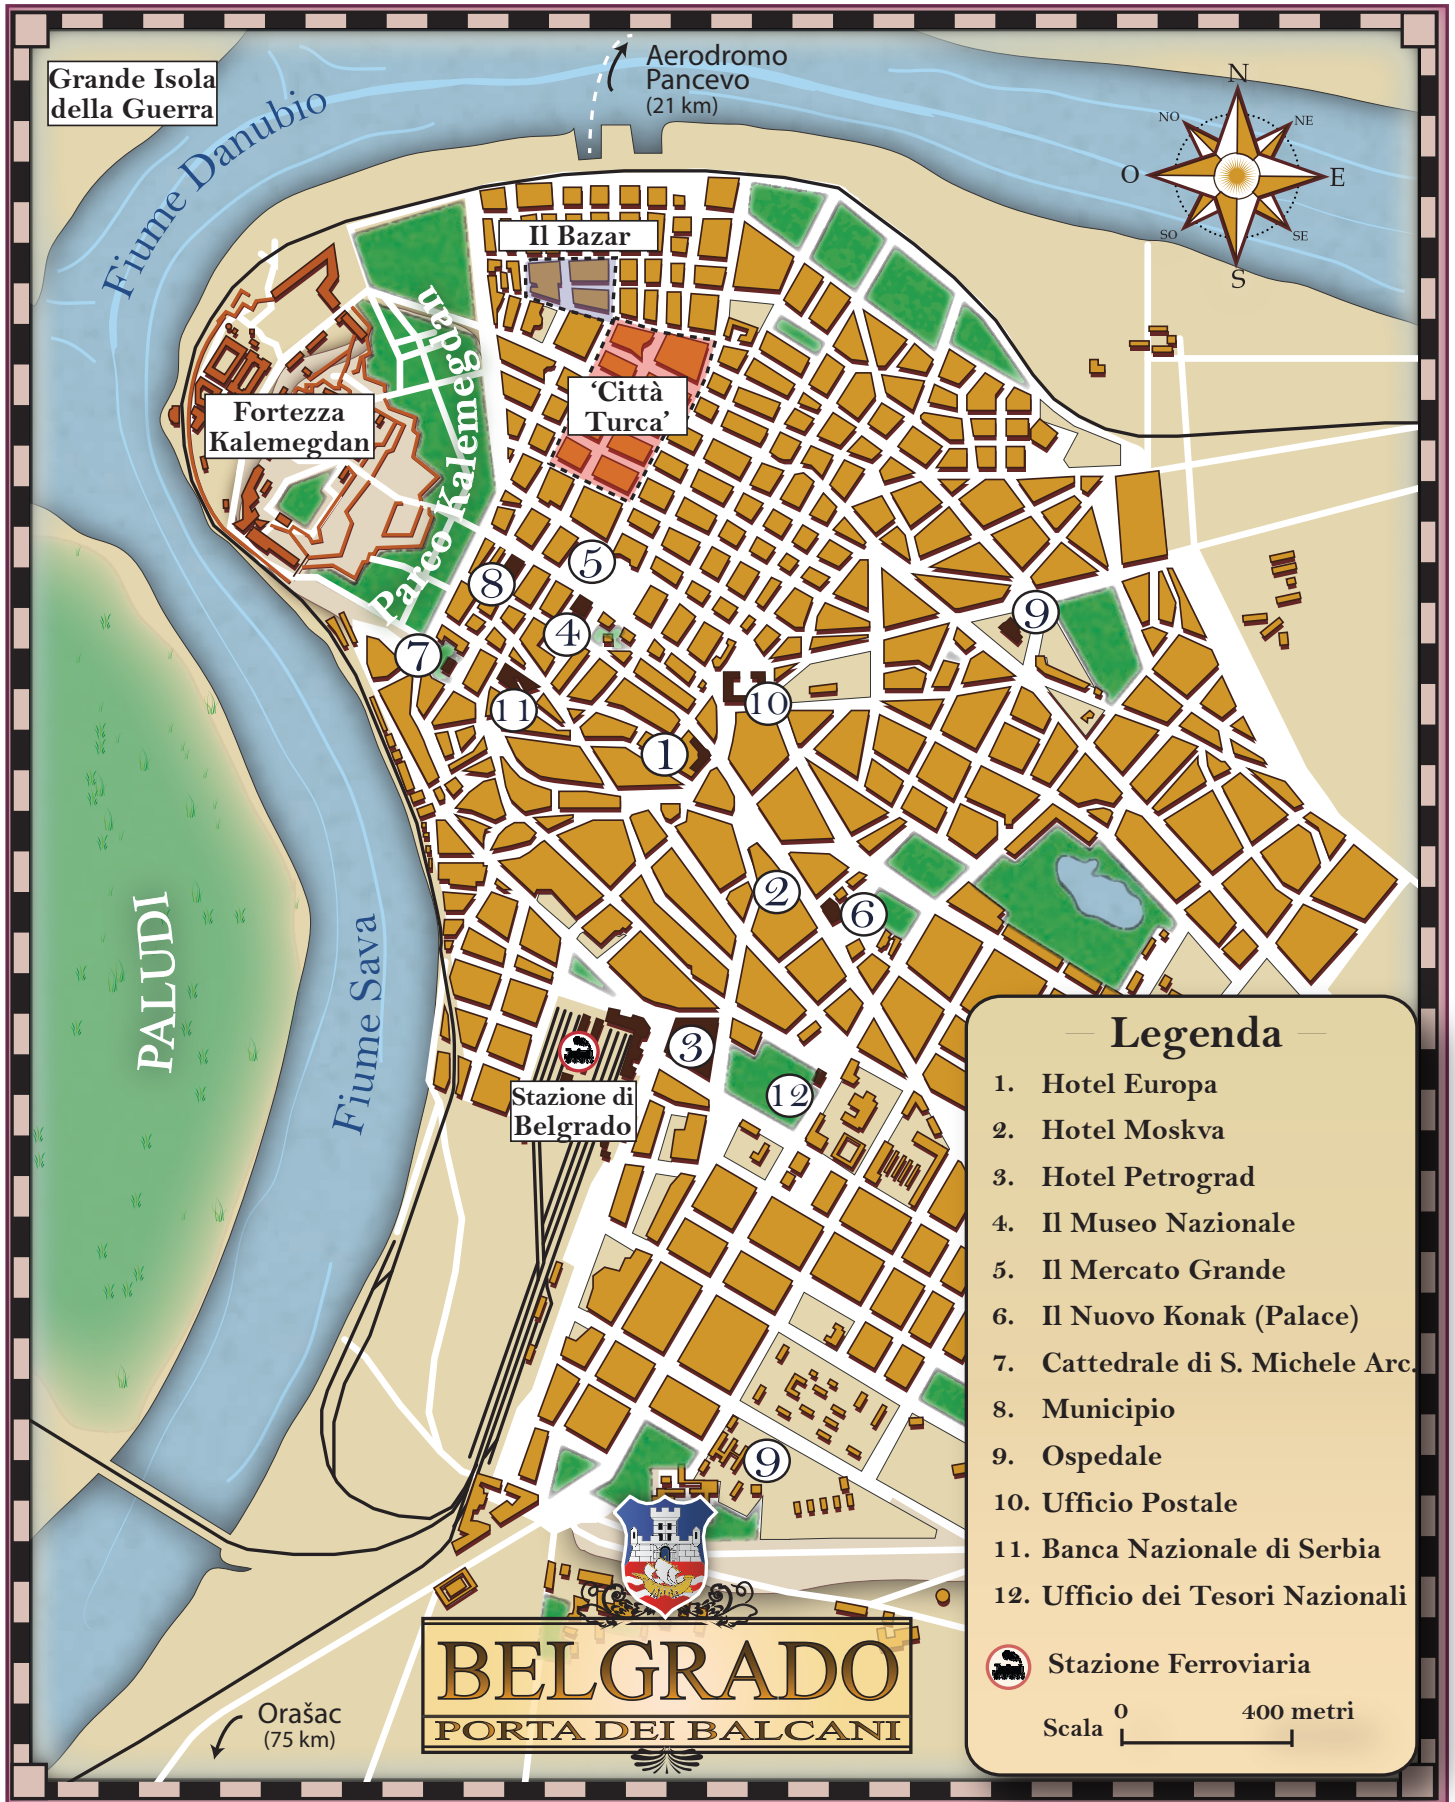 Grande Isola
della Guerra
Fiume Danubio
Aerodromo
Pancevo
(21 km)
N
NO
NE
O
E
SO
SE
S
Il Bazar
'Città
Turca'
Fortezza
Kalemegdan
Parco Kalemegdan
5
8
4
7
11
10
1
9
2
6
PALUDI
Fiume Sava
3
12
Stazione di
Belgrado
9
Legenda
1. Hotel Europa
2. Hotel Moskva
3. Hotel Petrograd
4. Il Museo Nazionale
5. Il Mercato Grande
6. Il Nuovo Konak (Palace)
7. Cattedrale di S. Michele Arc.
8. Municipio
9. Ospedale
10. Ufficio Postale
11. Banca Nazionale di Serbia
12. Ufficio dei Tesori Nazionali
Stazione Ferroviaria
Scala 0 400 metri
BELGRADO
PORTA DEI BALCANI
Orašac
(75 km)